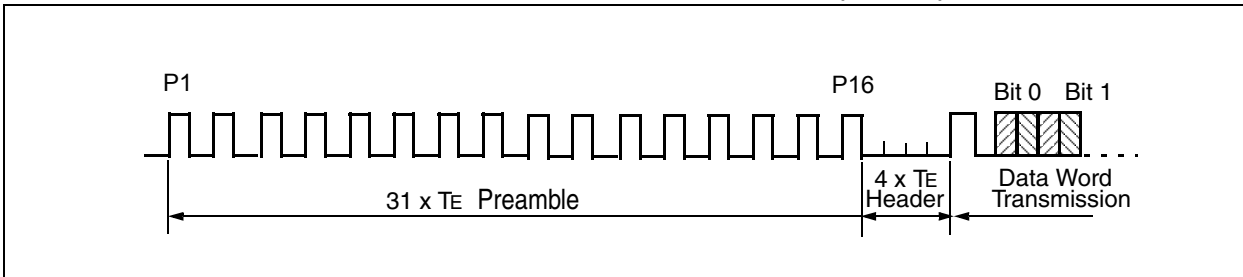 P1
P16
Bit 0 Bit 1
31 x TE Preamble
4 x TE
Header
Data Word
Transmission